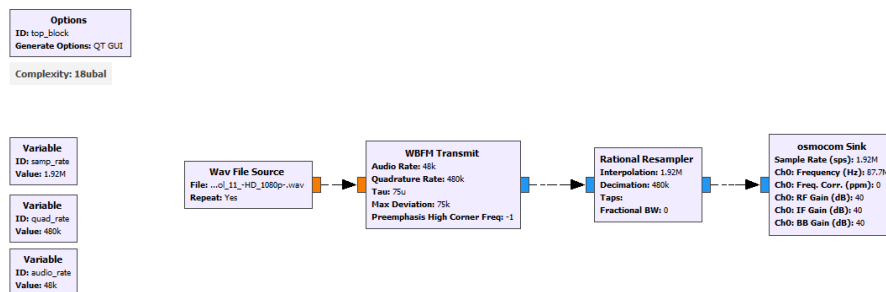 Options
ID: top_block
Generate Options: QT GUI
Complexity: 18ubal
Variable
ID: samp_rate
Value: 1.92M
Variable
ID: quad_rate
Value: 480k
Variable
ID: audio_rate
Value: 48k
Wav File Source
File: ...ol_11_-HD_1080p-.wav
Repeat: Yes
WBFM Transmit
Audio Rate: 48k
Quadrature Rate: 480k
Tau: 75u
Max Deviation: 75k
Preemphasis High Corner Freq: -1
Rational Resampler
Interpolation: 1.92M
Decimation: 480k
Taps:
Fractional BW: 0
osmocom Sink
Sample Rate (sps): 1.92M
Ch0: Frequency (Hz): 87.7M
Ch0: Freq. Corr. (ppm): 0
Ch0: RF Gain (dB): 40
Ch0: IF Gain (dB): 40
Ch0: BB Gain (dB): 40